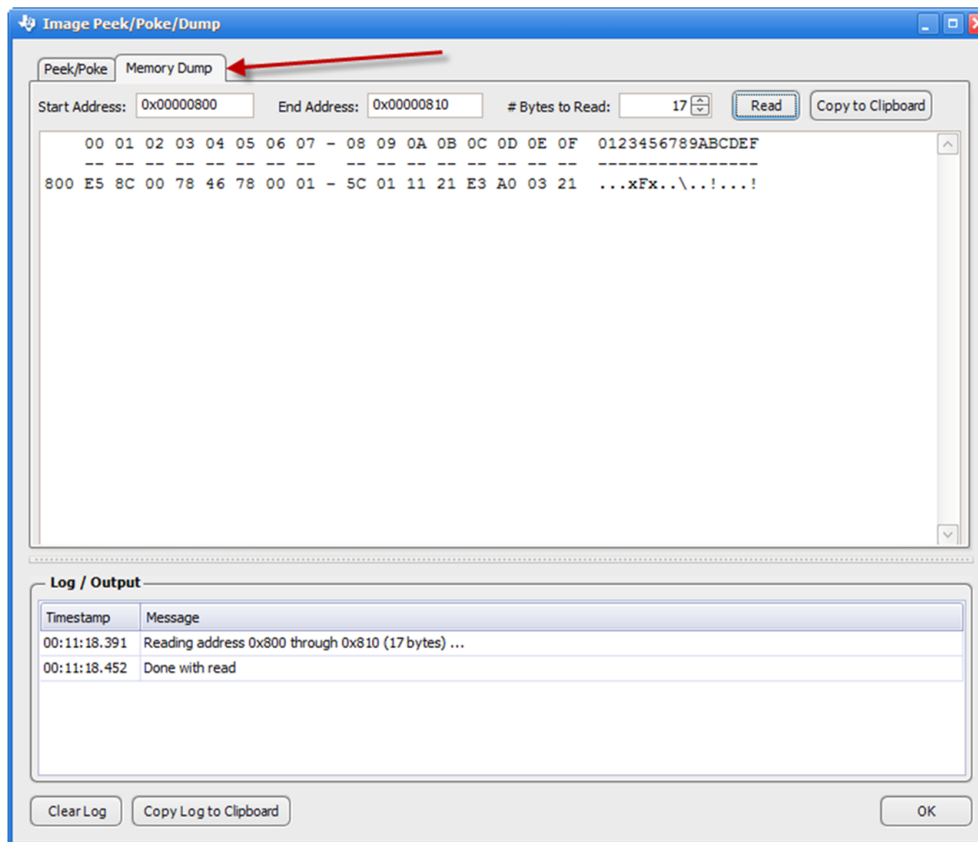 Image Peek/Poke/Dump
Peek/Poke Memory Dump
Start Address: 0x00000800 End Address: 0x00000810 # Bytes to Read: 17 Read Copy to Clipboard
00 01 02 03 04 05 06 07 - 08 09 0A 0B 0C 0D 0E 0F 0123456789ABCDEF
-- -- -- -- -- -- -- -- -- -- -- -- -- -- -- -- ----------------
800 E5 8C 00 78 46 78 00 01 - 5C 01 11 21 E3 A0 03 21 ...xFx..\..!...!
Log / Output
Timestamp Message
00:11:18.391 Reading address 0x800 through 0x810 (17 bytes) ...
00:11:18.452 Done with read
Clear Log Copy Log to Clipboard OK